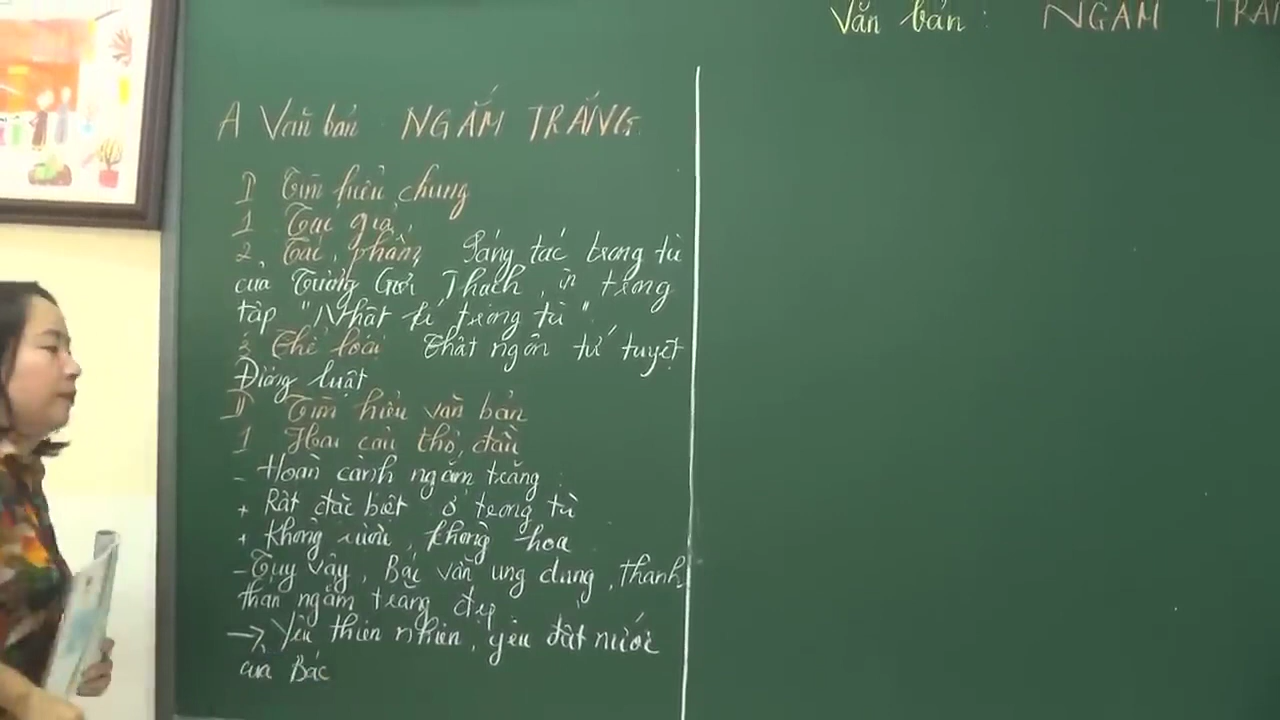 Văn bản : NGẮM TRĂ
A Văn bản : NGẮM TRĂNG
I Tìm hiểu chung
1 Tác giả
2 Tác phẩm Sáng tác trong tù
của Tưởng Giới Thạch, in trong
tập "Nhật kí trong tù"
3 Thể loại Thất ngôn tứ tuyệt
Đường luật
II Tìm hiểu văn bản
1 Hai câu thơ đầu
- Hoàn cảnh ngắm trăng :
+ Rất đặc biệt ở trong tù
+ Không rượu, không hoa
- Tuy vậy, Bác vẫn ung dung, thanh
thản ngắm trăng đẹp
→ Yêu thiên nhiên, yêu đất nước
của Bác